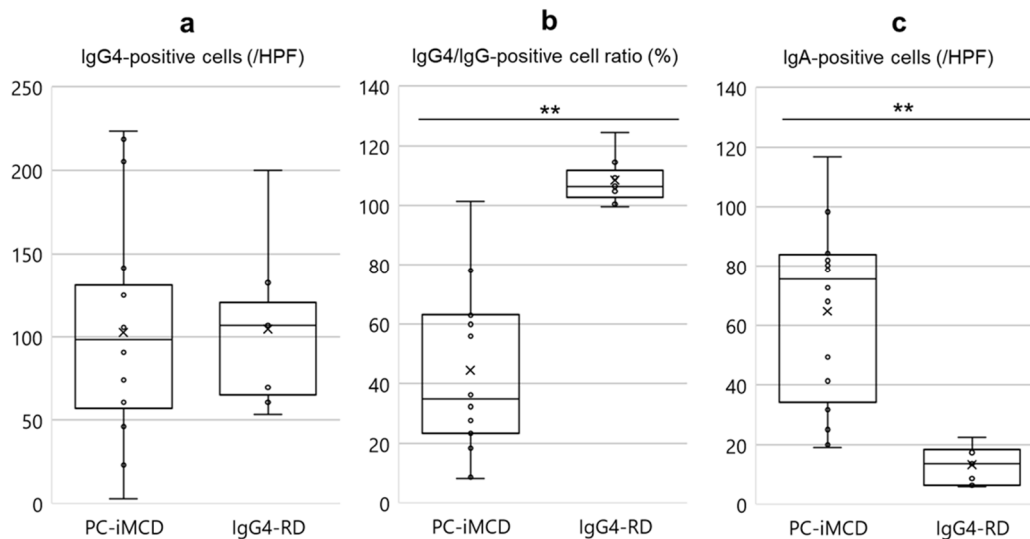 a
IgG4-positive cells (/HPF)
250
200
150
100
50
0
PC-iMCD IgG4-RD
b
IgG4/IgG-positive cell ratio (%)
140
120
100
80
60
40
20
0
**
PC-iMCD IgG4-RD
c
IgA-positive cells (/HPF)
140
120
100
80
60
40
20
0
**
PC-iMCD IgG4-RD